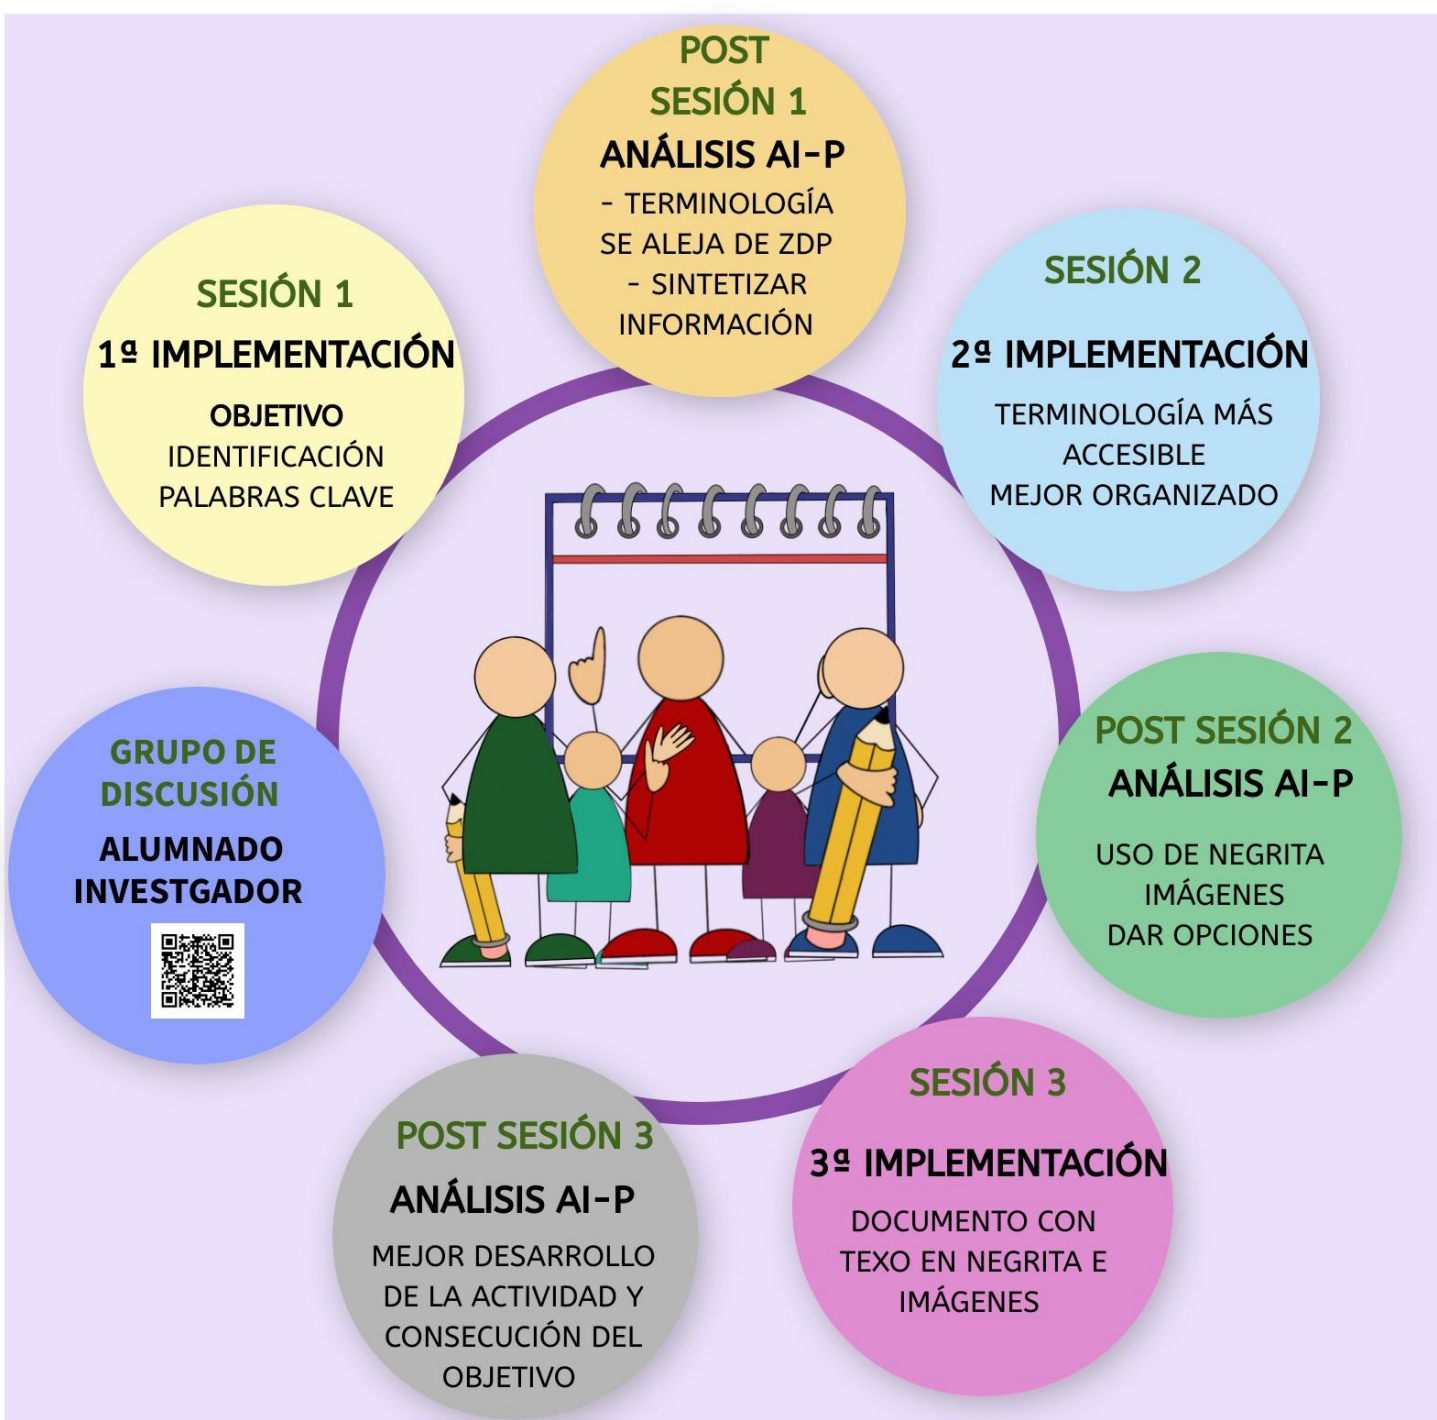 SESIÓN 1
1ª IMPLEMENTACIÓN
OBJETIVO
IDENTIFICACIÓN
PALABRAS CLAVE
POST
SESIÓN 1
ANÁLISIS AI-P
- TERMINOLOGÍA
SE ALEJA DE ZDP
- SINTETIZAR
INFORMACIÓN
SESIÓN 2
2ª IMPLEMENTACIÓN
TERMINOLOGÍA MÁS
ACCESIBLE
MEJOR ORGANIZADO
POST SESIÓN 2
ANÁLISIS AI-P
USO DE NEGRITA
IMÁGENES
DAR OPCIONES
SESIÓN 3
3ª IMPLEMENTACIÓN
DOCUMENTO CON
TEXO EN NEGRITA E
IMÁGENES
POST SESIÓN 3
ANÁLISIS AI-P
MEJOR DESARROLLO
DE LA ACTIVIDAD Y
CONSECUCIÓN DEL
OBJETIVO
GRUPO DE
DISCUSIÓN
ALUMNADO
INVESTGADOR